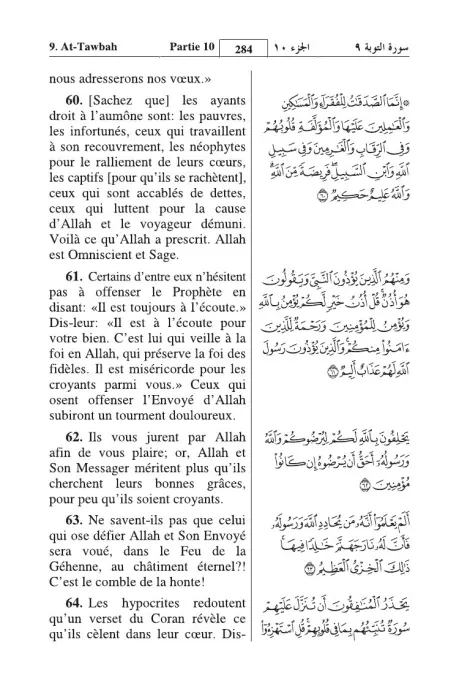 9. At-Tawbah Partie 10 284 الجزء ١٠ سورة التوبة ٩
nous adresserons nos vœux.»
60. [Sachez que] les ayants
droit à l'aumône sont: les pauvres,
les infortunés, ceux qui travaillent
à son recouvrement, les néophytes
pour le ralliement de leurs cœurs,
les captifs [pour qu'ils se rachètent],
ceux qui sont accablés de dettes,
ceux qui luttent pour la cause
d'Allah et le voyageur démuni.
Voilà ce qu'Allah a prescrit. Allah
est Omniscient et Sage.
61. Certains d'entre eux n'hésitent
pas à offenser le Prophète en
disant: «Il est toujours à l'écoute.»
Dis-leur: «Il est à l'écoute pour
votre bien. C'est lui qui veille à la
foi en Allah, qui préserve la foi des
fidèles. Il est miséricorde pour les
croyants parmi vous.» Ceux qui
osent offenser l'Envoyé d'Allah
subiront un tourment douloureux.
62. Ils vous jurent par Allah
afin de vous plaire; or, Allah et
Son Messager méritent plus qu'ils
cherchent leurs bonnes grâces,
pour peu qu'ils soient croyants.
63. Ne savent-ils pas que celui
qui ose défier Allah et Son Envoyé
sera voué, dans le Feu de la
Géhenne, au châtiment éternel?!
C'est le comble de la honte!
64. Les hypocrites redoutent
qu'un verset du Coran révèle ce
qu'ils cèlent dans leur cœur. Dis-
۞ إِنَّمَا ٱلصَّدَقَٰتُ لِلْفُقَرَآءِ وَٱلْمَسَٰكِينِ
وَٱلْعَٰمِلِينَ عَلَيْهَا وَٱلْمُؤَلَّفَةِ قُلُوبُهُمْ
وَفِى ٱلرِّقَابِ وَٱلْغَٰرِمِينَ وَفِى سَبِيلِ
ٱللَّهِ وَٱبْنِ ٱلسَّبِيلِ ۖ فَرِيضَةً مِّنَ ٱللَّهِ ۗ
وَٱللَّهُ عَلِيمٌ حَكِيمٌ ٦٠
وَمِنْهُمُ ٱلَّذِينَ يُؤْذُونَ ٱلنَّبِىَّ وَيَقُولُونَ
هُوَ أُذُنٌ ۚ قُلْ أُذُنُ خَيْرٍ لَّكُمْ يُؤْمِنُ بِٱللَّهِ
وَيُؤْمِنُ لِلْمُؤْمِنِينَ وَرَحْمَةٌ لِّلَّذِينَ
ءَامَنُوا۟ مِنكُمْ ۚ وَٱلَّذِينَ يُؤْذُونَ رَسُولَ
ٱللَّهِ لَهُمْ عَذَابٌ أَلِيمٌ ٦١
يَحْلِفُونَ بِٱللَّهِ لَكُمْ لِيُرْضُوكُمْ وَٱللَّهُ
وَرَسُولُهُۥٓ أَحَقُّ أَن يُرْضُوهُ إِن كَانُوا۟
مُؤْمِنِينَ ٦٢
أَلَمْ يَعْلَمُوٓا۟ أَنَّهُۥ مَن يُحَادِدِ ٱللَّهَ وَرَسُولَهُۥ
فَأَنَّ لَهُۥ نَارَ جَهَنَّمَ خَٰلِدًا فِيهَا ۚ
ذَٰلِكَ ٱلْخِزْىُ ٱلْعَظِيمُ ٦٣
يَحْذَرُ ٱلْمُنَٰفِقُونَ أَن تُنَزَّلَ عَلَيْهِمْ
سُورَةٌ تُنَبِّئُهُم بِمَا فِى قُلُوبِهِمْ ۚ قُلِ ٱسْتَهْزِءُوٓا۟